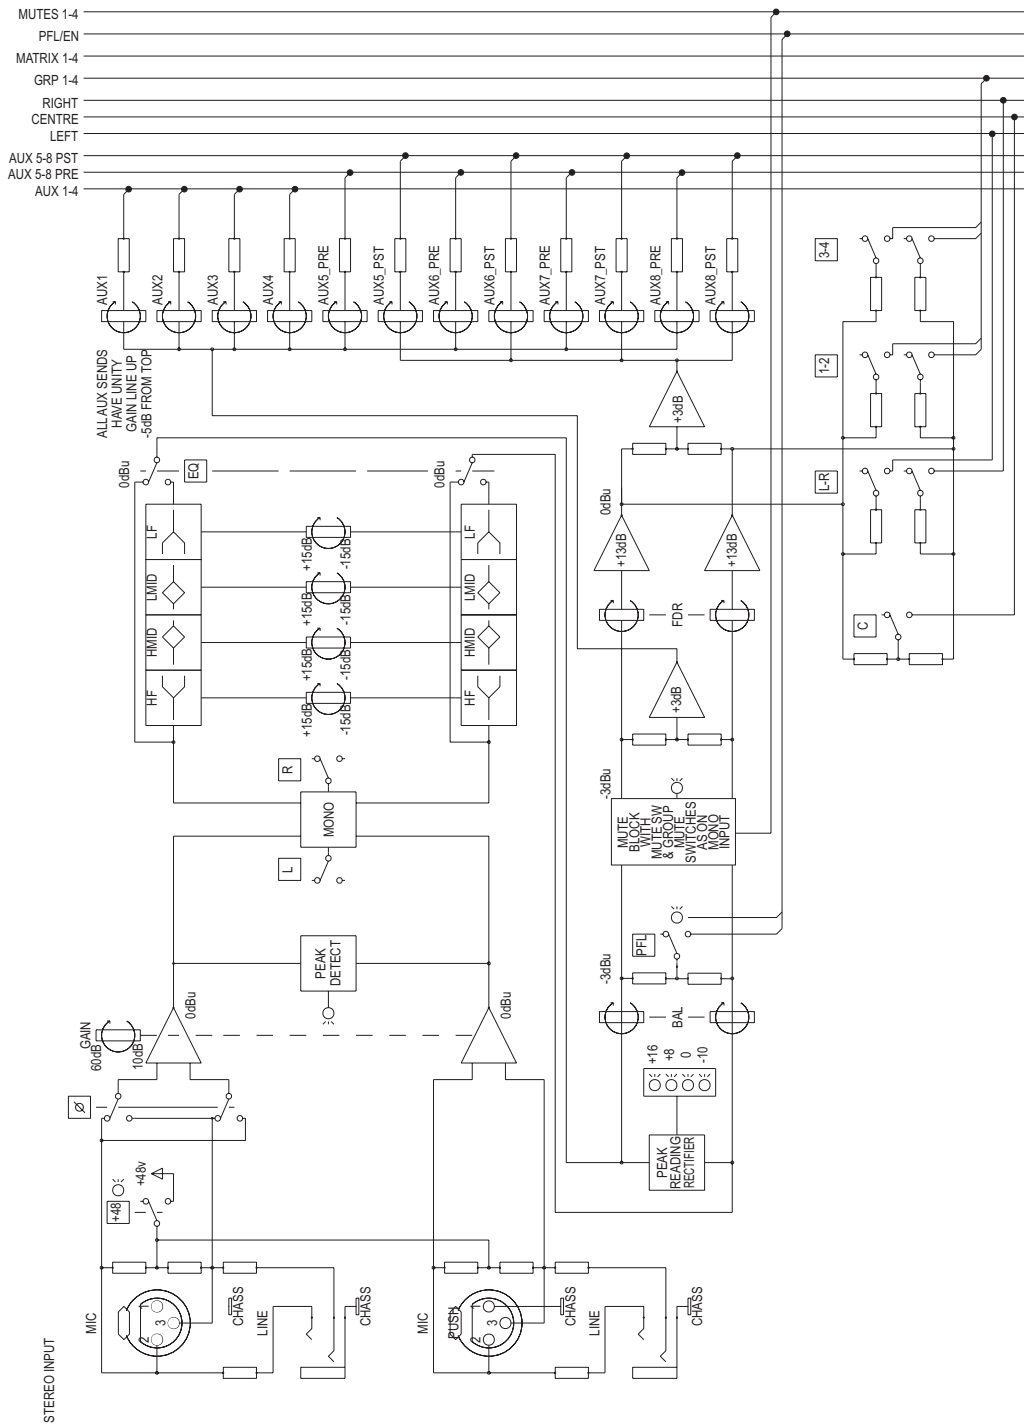 MUTES 1-4
PFL/EN
MATRIX 1-4
GRP 1-4
RIGHT
CENTRE
LEFT
AUX 5-8 PST
AUX 5-8 PRE
AUX 1-4
AUX1
AUX2
AUX3
AUX4
AUX5_PRE
AUX5_PST
AUX6_PRE
AUX6_PST
AUX7_PRE
AUX7_PST
AUX8_PRE
AUX8_PST
3-4
1-2
L-R
C
ALL AUX SENDS
HAVE UNITY
GAIN LINE UP
-5dB FROM TOP
+3dB
0dBu
EQ
0dBu
LF
LMID
HMID
HF
+15dB
-15dB
+15dB
-15dB
+15dB
-15dB
+15dB
-15dB
LF
LMID
HMID
HF
0dBu
+13dB
+13dB
FDR
+3dB
R
MONO
L
-3dBu
MUTE
BLOCK
WITH
MUTE SW
& GROUP
MUTE
SWITCHES
AS ON
MONO
INPUT
PEAK
DETECT
PFL
-3dBu
BAL
GAIN
60dB
10dB
0dBu
0dBu
+16
+8
0
-10
PEAK
READING
RECTIFIER
Ø
+48
+48v
MIC
1
2
3
CHASS
LINE
CHASS
MIC
PUSH
1
2
3
CHASS
LINE
CHASS
STEREO INPUT